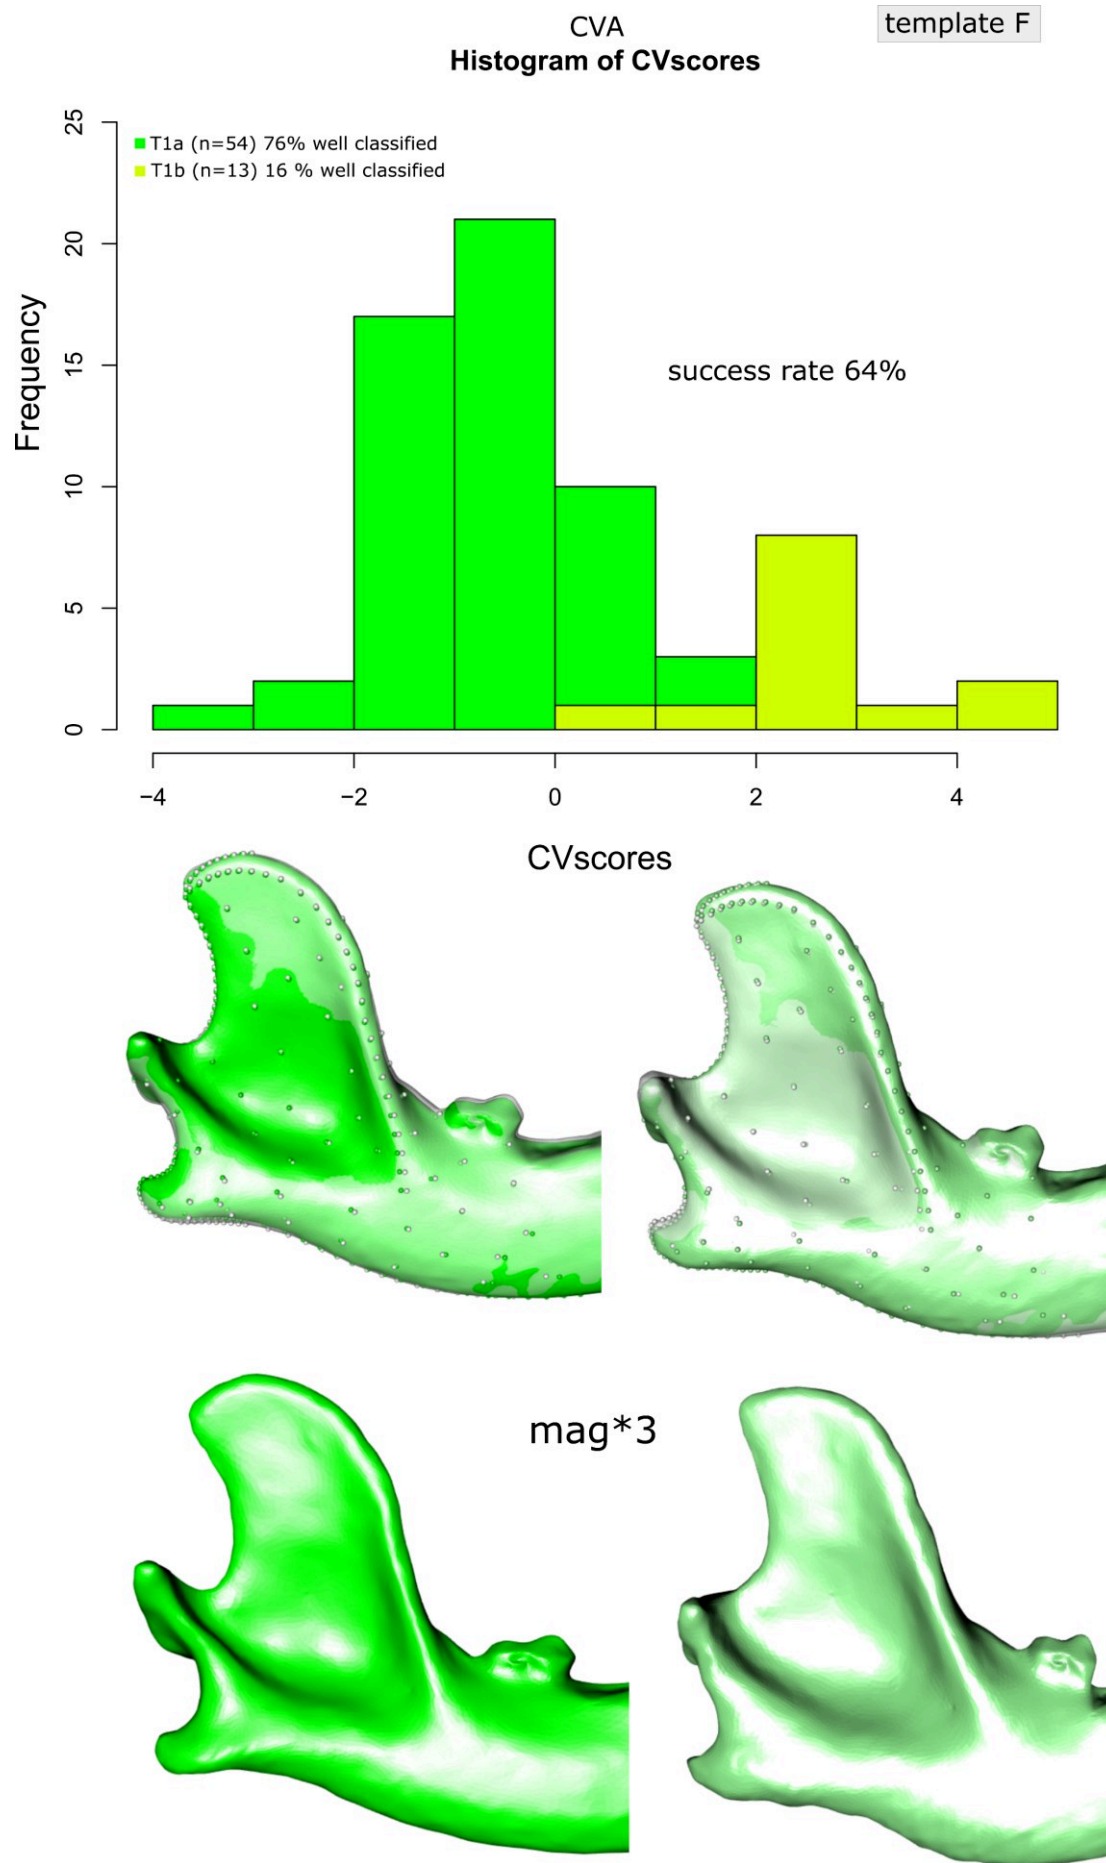 CVA
template F
Histogram of CVscores
25
T1a (n=54) 76% well classified
T1b (n=13) 16 % well classified
20
15
10
5
0
Frequency
success rate 64%
−4 −2 0 2 4
CVscores
mag*3